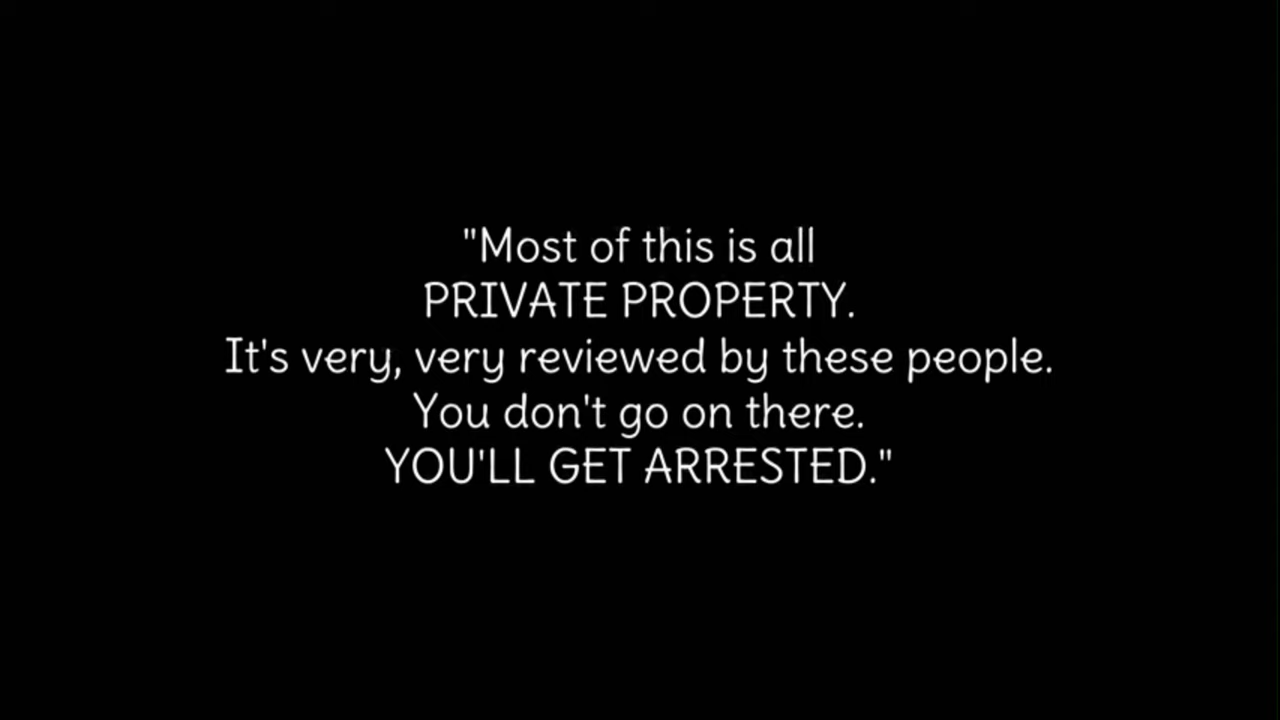 "Most of this is all
PRIVATE PROPERTY.
It's very, very reviewed by these people.
You don't go on there.
YOU'LL GET ARRESTED."